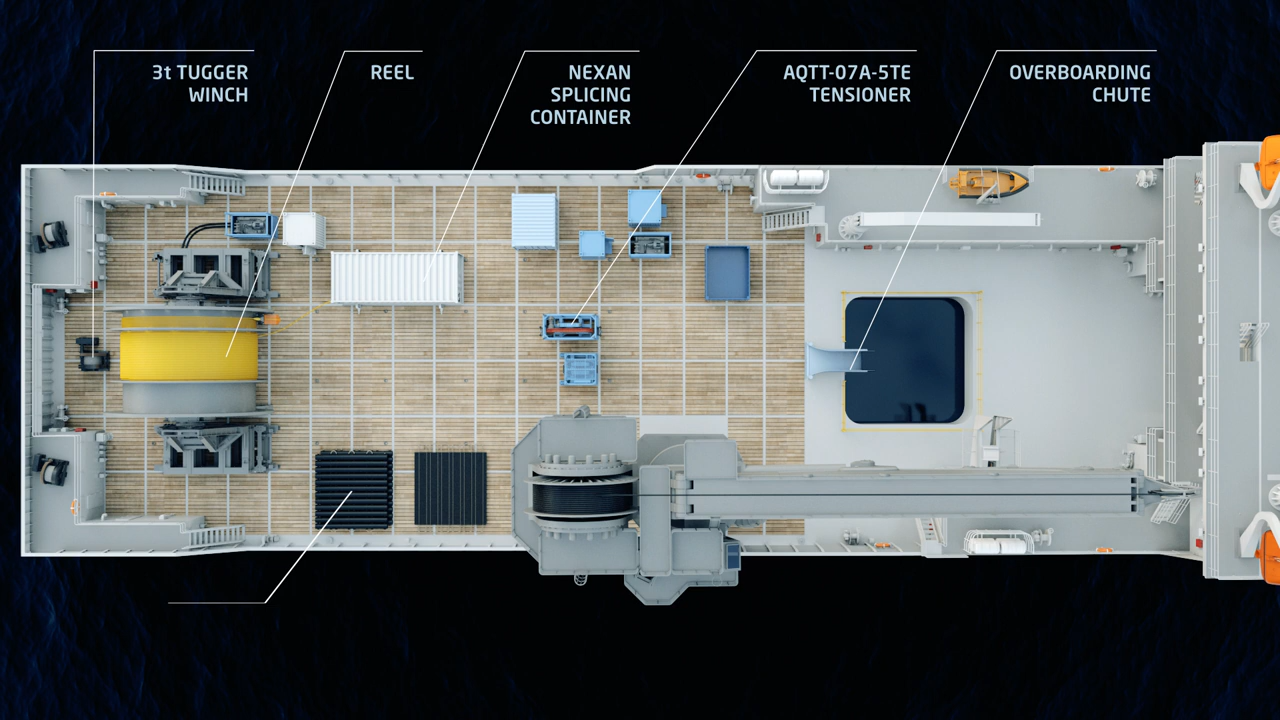 3t TUGGER
WINCH
REEL
NEXAN
SPLICING
CONTAINER
AQTT-07A-5TE
TENSIONER
OVERBOARDING
CHUTE